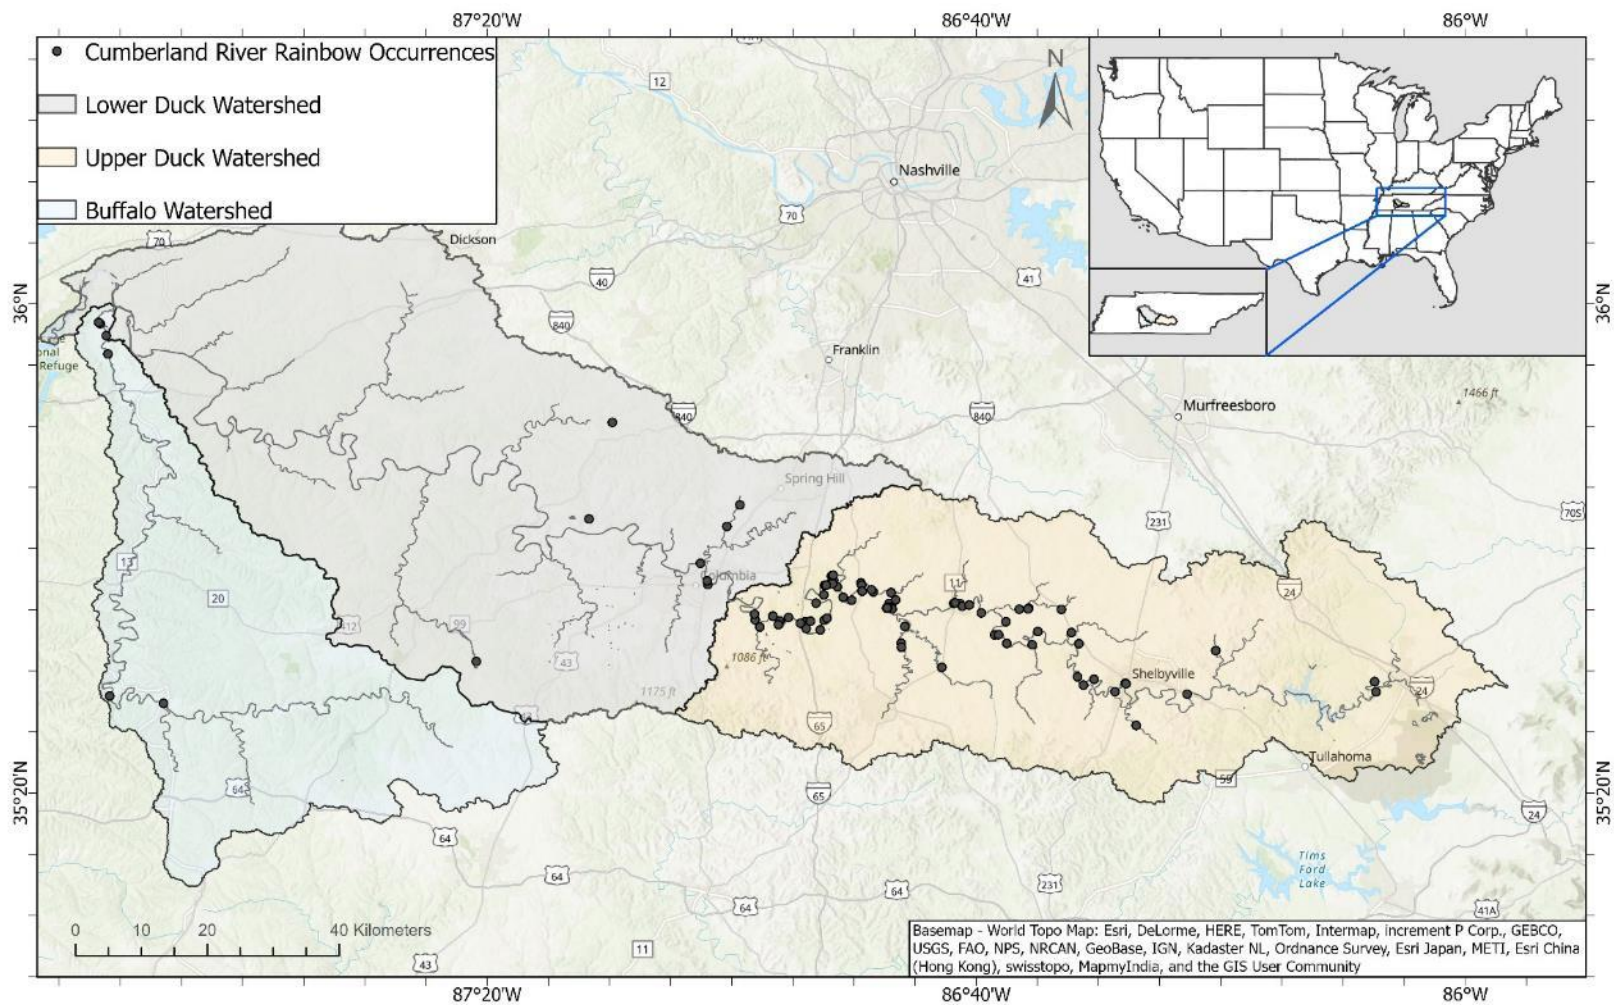 87°20'W
86°40'W
86°W
Cumberland River Rainbow Occurrences
Lower Duck Watershed
Upper Duck Watershed
Buffalo Watershed
N
12
Nashville
70
70
Dickson
40
41
840
36°N
36°N
onal
Refuge
Franklin
840
840
Murfreesboro
1466 ft
Spring Hill
231
70S
13
20
Columbia
11
24
412
99
43
1086 ft
1175 ft
Shelbyville
24
65
Tullahoma
64
65
55
35°20'N
35°20'N
24
64
64
64
64
231
Tims
Ford
Lake
41A
0 10 20 40 Kilometers
43
11
Basemap - World Topo Map: Esri, DeLorme, HERE, TomTom, Intermap, increment P Corp., GEBCO,
USGS, FAO, NPS, NRCAN, GeoBase, IGN, Kadaster NL, Ordnance Survey, Esri Japan, METI, Esri China
(Hong Kong), swisstopo, MapmyIndia, and the GIS User Community
87°20'W
86°40'W
86°W